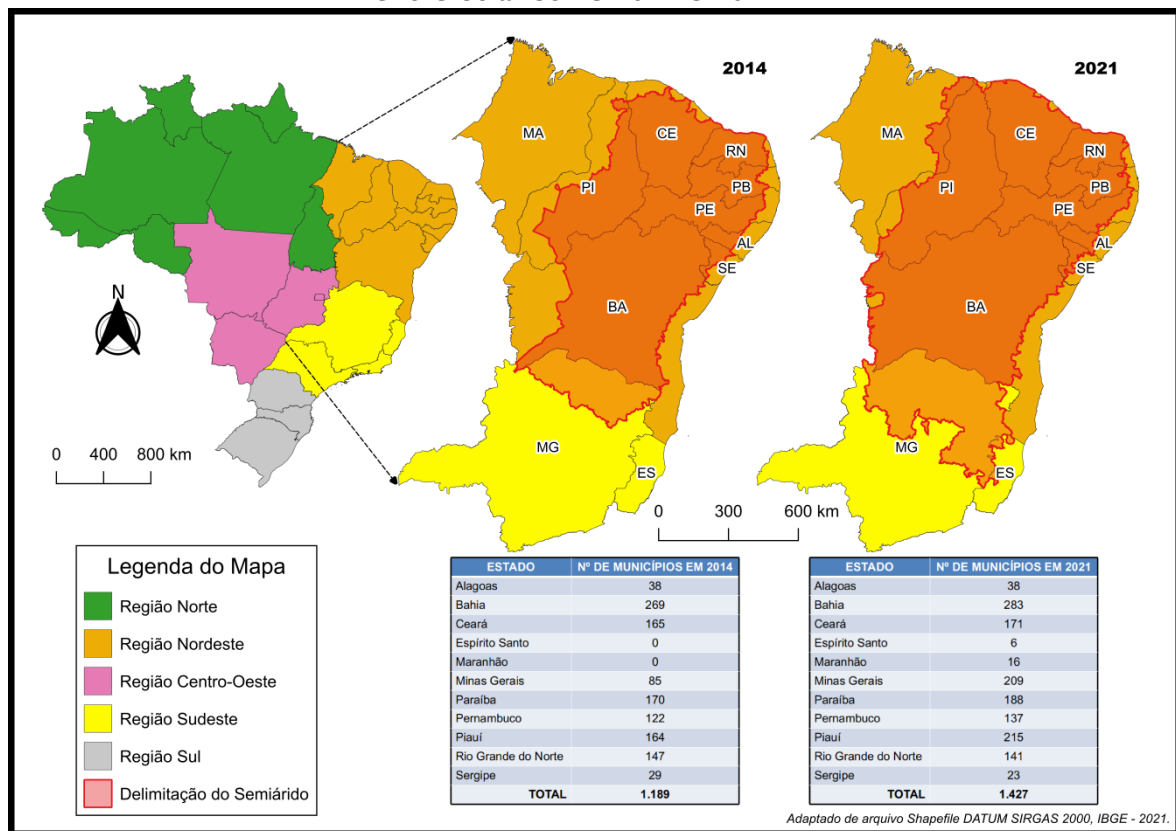 2014
2021
MA
CE
RN
PI
PB
PE
AL
SE
BA
MG
ES
MA
CE
RN
PI
PB
PE
AL
SE
BA
MG
ES
N
0 400 800 km
0 300 600 km
Legenda do Mapa
Região Norte
Região Nordeste
Região Centro-Oeste
Região Sudeste
Região Sul
Delimitação do Semiárido
ESTADO Nº DE MUNICÍPIOS EM 2014
Alagoas 38
Bahia 269
Ceará 165
Espírito Santo 0
Maranhão 0
Minas Gerais 85
Paraíba 170
Pernambuco 122
Piauí 164
Rio Grande do Norte 147
Sergipe 29
TOTAL 1.189
ESTADO Nº DE MUNICÍPIOS EM 2021
Alagoas 38
Bahia 283
Ceará 171
Espírito Santo 6
Maranhão 16
Minas Gerais 209
Paraíba 188
Pernambuco 137
Piauí 215
Rio Grande do Norte 141
Sergipe 23
TOTAL 1.427
Adaptado de arquivo Shapefile DATUM SIRGAS 2000, IBGE - 2021.